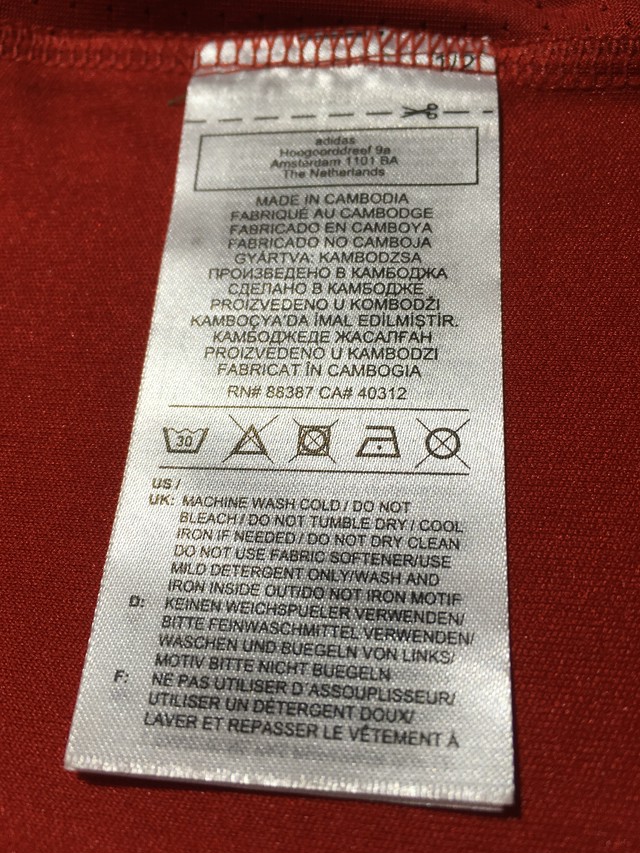 1/2
adidas
Hoogoorddreef 9a
Amsterdam 1101 BA
The Netherlands
MADE IN CAMBODIA
FABRIQUÉ AU CAMBODGE
FABRICADO EN CAMBOYA
FABRICADO NO CAMBOJA
GYÁRTVA: KAMBODZSA
ПРОИЗВЕДЕНО В КАМБОДЖА
СДЕЛАНО В КАМБОДЖЕ
PROIZVEDENO U KOMBODŽI
KAMBOÇYA'DA İMAL EDİLMİŞTİR.
КАМБОДЖЕДЕ ЖАСАЛҒАН
PROIZVEDENO U KAMBODZI
FABRICAT ÎN CAMBOGIA
RN# 88387 CA# 40312
30
US /
UK: MACHINE WASH COLD / DO NOT
BLEACH / DO NOT TUMBLE DRY / COOL
IRON IF NEEDED / DO NOT DRY CLEAN
DO NOT USE FABRIC SOFTENER/USE
MILD DETERGENT ONLY/WASH AND
IRON INSIDE OUT/DO NOT IRON MOTIF
D: KEINEN WEICHSPUELER VERWENDEN/
BITTE FEINWASCHMITTEL VERWENDEN/
WASCHEN UND BUEGELN VON LINKS/
MOTIV BITTE NICHT BUEGELN
F: NE PAS UTILISER D'ASSOUPLISSEUR/
UTILISER UN DÉTERGENT DOUX/
LAVER ET REPASSER LE VÊTEMENT À